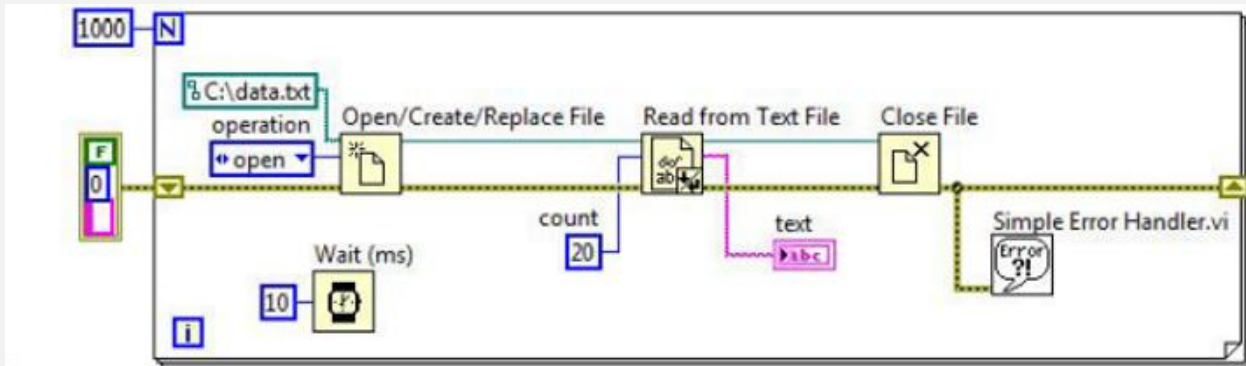 1000
N
C:\data.txt
operation
open
Open/Create/Replace File
Read from Text File
Close File
F
0
count
20
text
abc
Simple Error Handler.vi
Error
?!
Wait (ms)
10
i